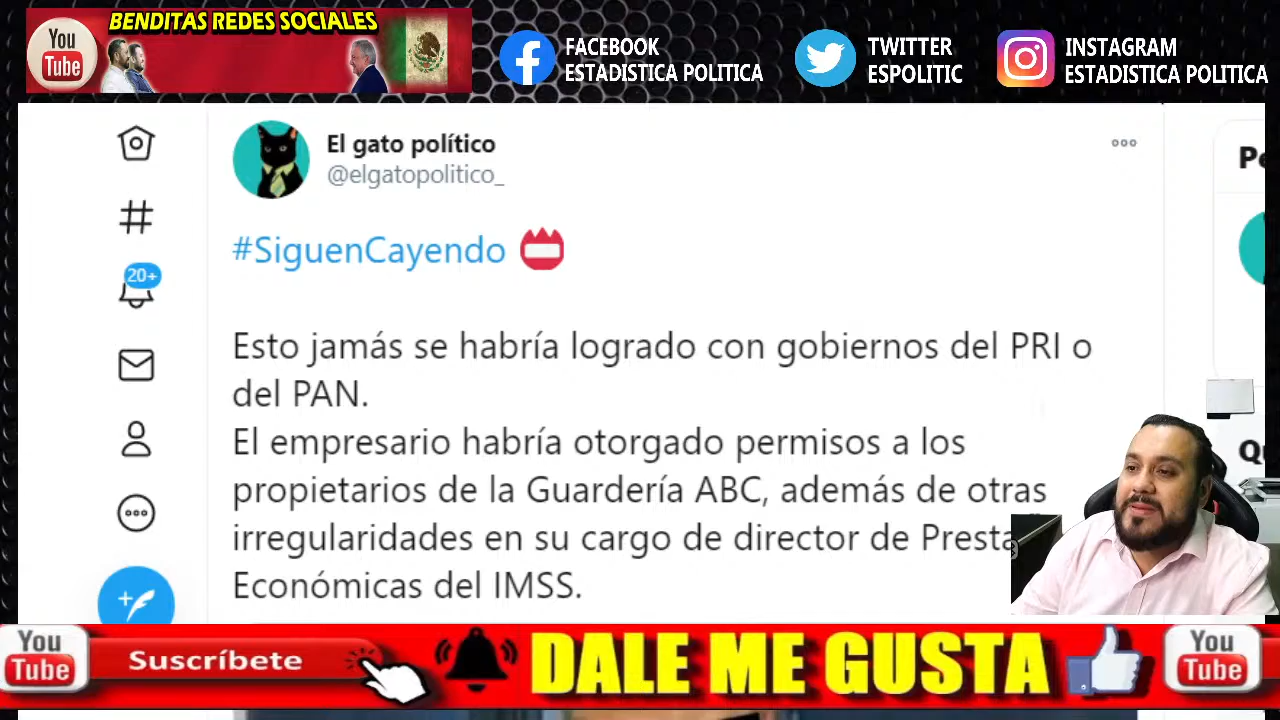 BENDITAS REDES SOCIALES
You
Tube
FACEBOOK
ESTADISTICA POLITICA
TWITTER
ESPOLITIC
INSTAGRAM
ESTADISTICA POLITICA
El gato político
@elgatopolitico_
20+
#SiguenCayendo
Esto jamás se habría logrado con gobiernos del PRI o
del PAN.
El empresario habría otorgado permisos a los
propietarios de la Guardería ABC, además de otras
irregularidades en su cargo de director de Presta
Económicas del IMSS.
You
Tube
Suscríbete
DALE ME GUSTA
You
Tube